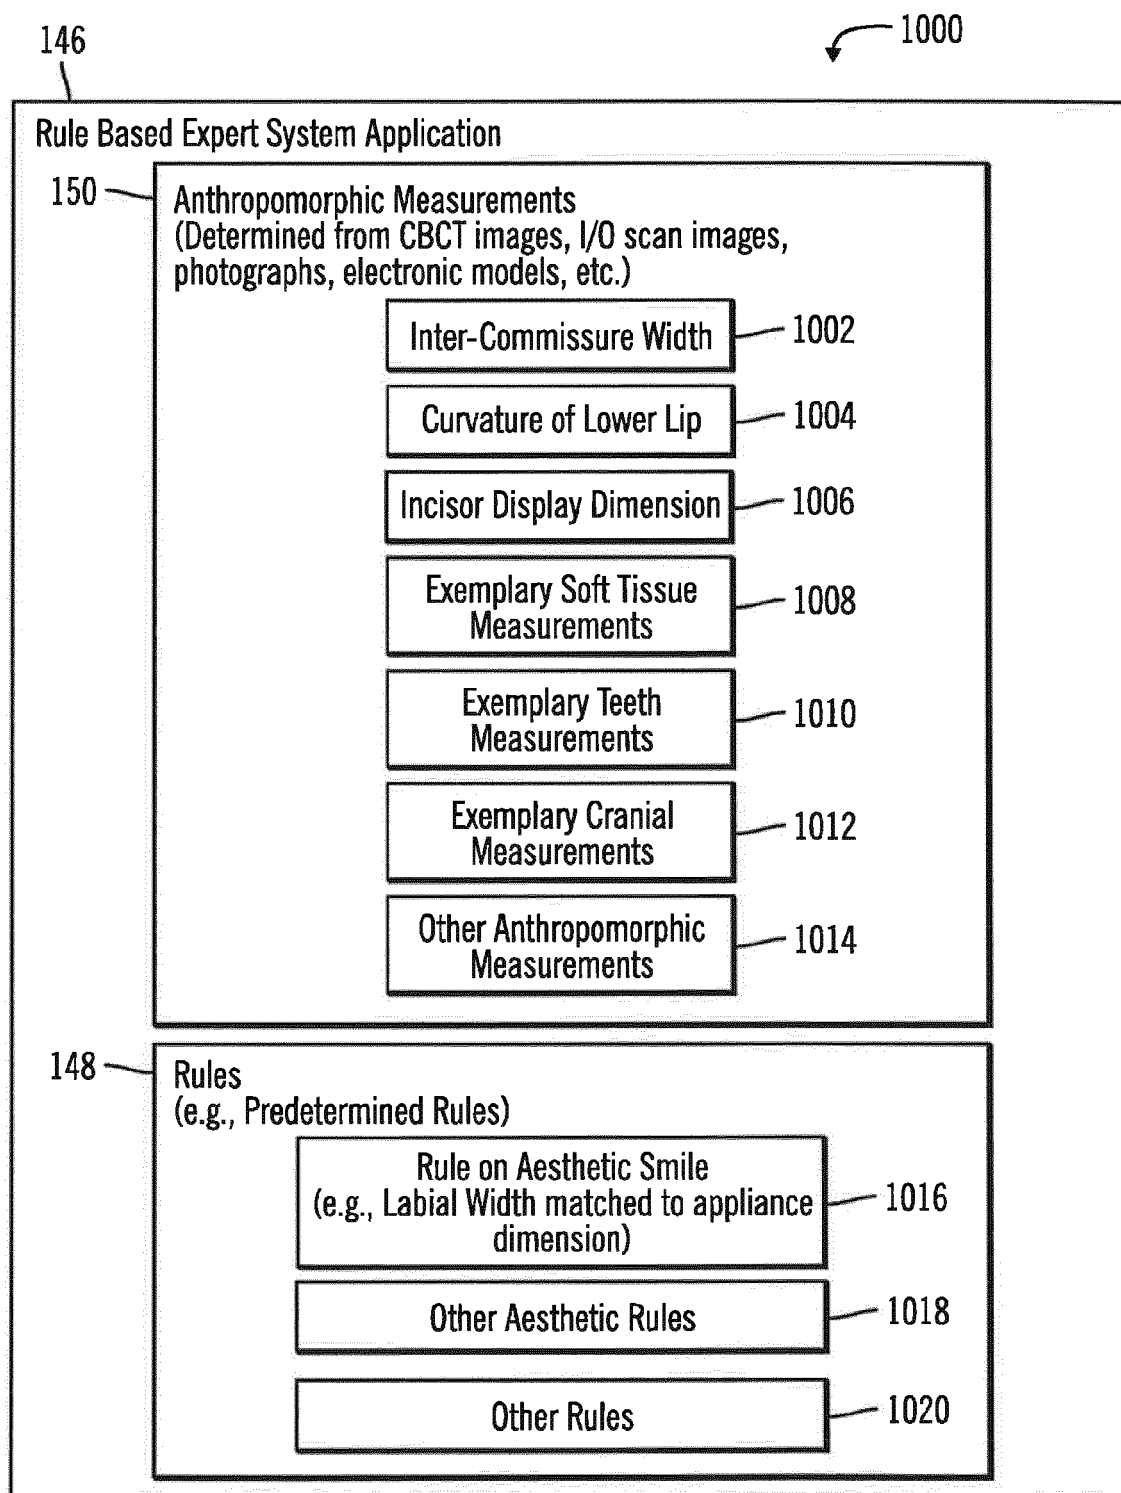 1000
146
Rule Based Expert System Application
150
Anthropomorphic Measurements
(Determined from CBCT images, I/O scan images,
photographs, electronic models, etc.)
Inter-Commissure Width
1002
Curvature of Lower Lip
1004
Incisor Display Dimension
1006
Exemplary Soft Tissue
Measurements
1008
Exemplary Teeth
Measurements
1010
Exemplary Cranial
Measurements
1012
Other Anthropomorphic
Measurements
1014
148
Rules
(e.g., Predetermined Rules)
Rule on Aesthetic Smile
(e.g., Labial Width matched to appliance
dimension)
1016
Other Aesthetic Rules
1018
Other Rules
1020